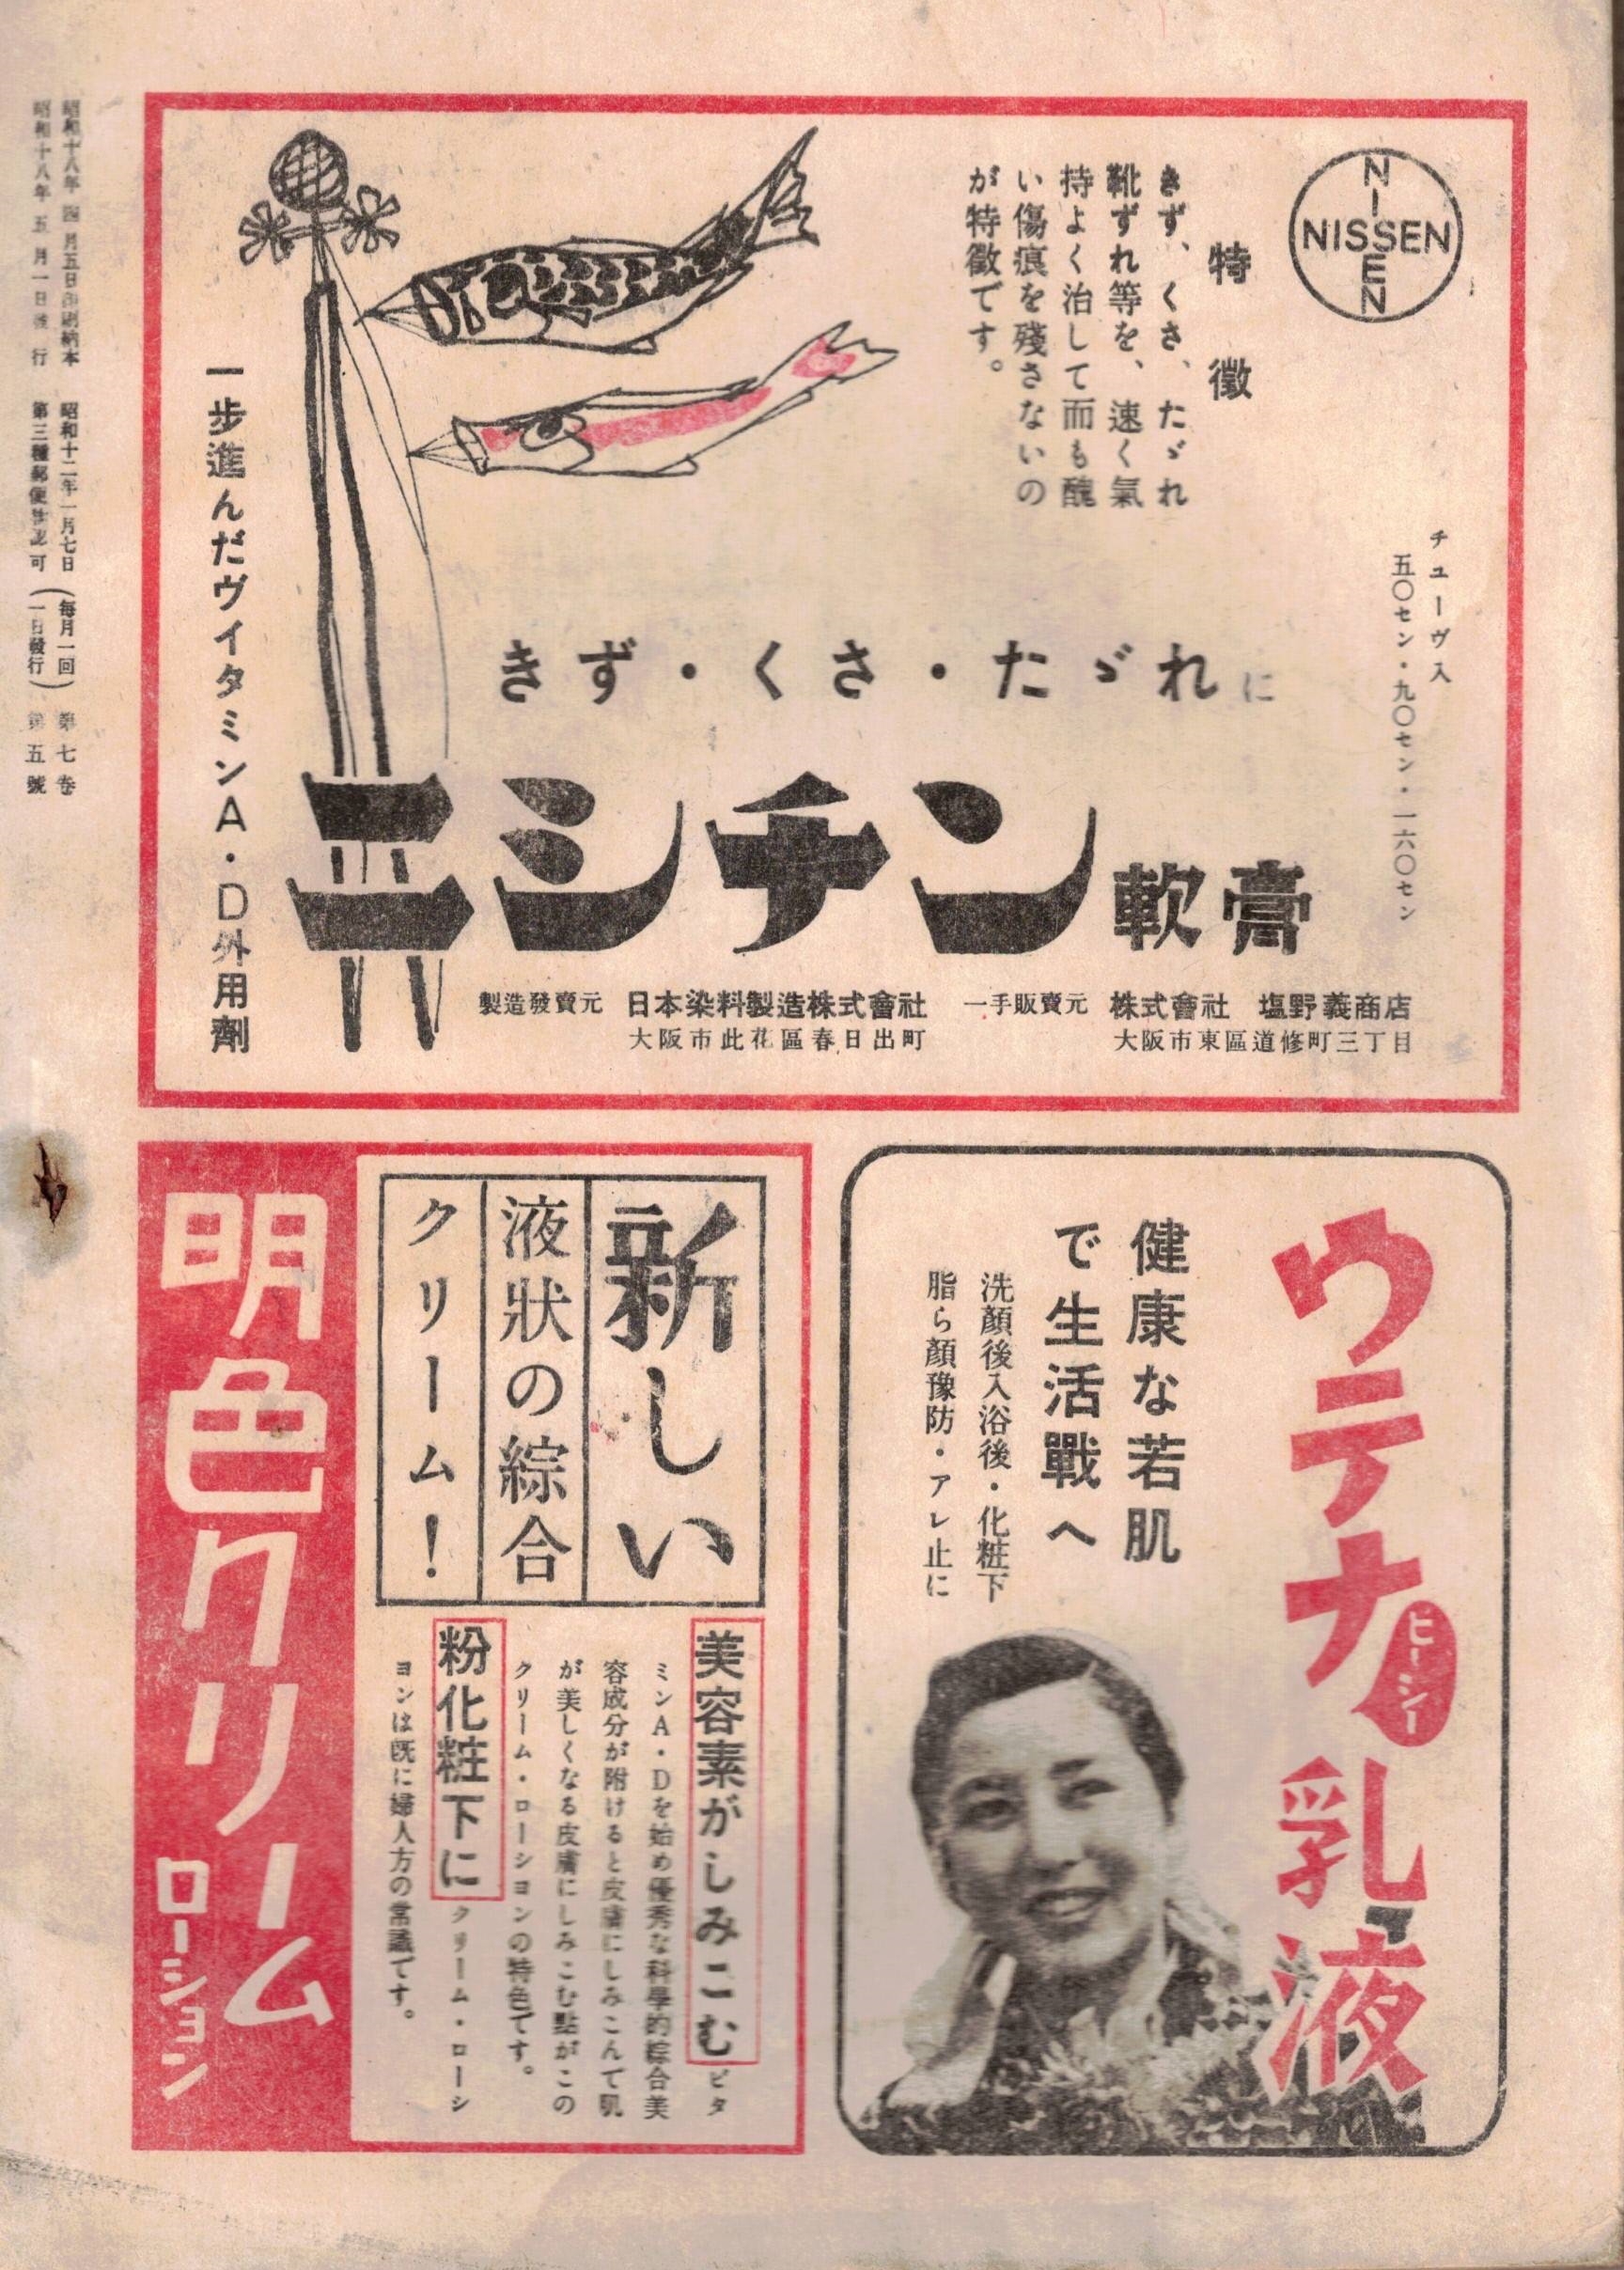 昭和十八年 四月五日印刷納本 昭和十二年一月七日 (毎月一回) 第七巻
昭和十八年 五月一日發行 第三種郵便物認可 (一日發行) 第五號
NISSEN
NISSEN
チューヴ入
五〇セン・九〇セン・一六〇セン
特徴
きず、くさ、たゞれ
靴ずれ等を、速く氣
持よく治して而も醜
い傷痕を殘さないの
が特徴です。
きず・くさ・たゞれに
ニシチン軟膏
一歩進んだヴイタミンA・D外用劑
製造發賣元 日本染料製造株式會社 一手販賣元 株式會社 塩野義商店
大阪市此花區春日出町 大阪市東區道修町三丁目
ウテナ
ビーシー
乳液
健康な若肌
で生活戰へ
洗顔後入浴後・化粧下
脂ら顔豫防・アレ止に
新しい
液狀の綜合
クリーム!
美容素がしみこむビタ
ミンA・Dを始め優秀な科學的綜合美
容成分が附けると皮膚にしみこんで肌
が美しくなる皮膚にしみこむ點がこの
クリーム・ローシヨンの特色です。
粉化粧下にクリーム・ローシ
ヨンは既に婦人方の常識です。
明色クリーム
ローション